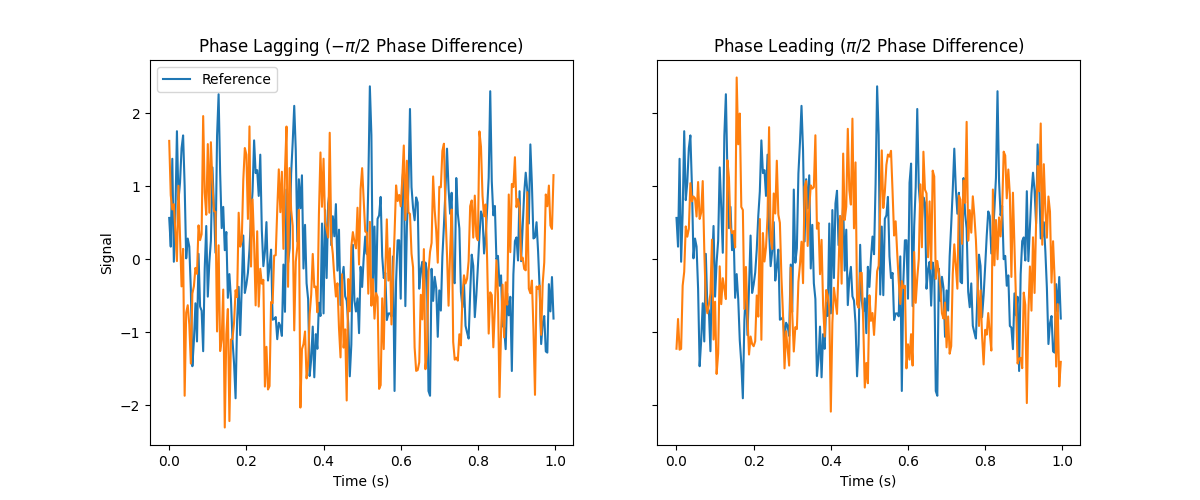 Phase Lagging (−π/2 Phase Difference)
Phase Leading (π/2 Phase Difference)
Reference
Signal
2
1
0
−1
−2
0.0 0.2 0.4 0.6 0.8 1.0
0.0 0.2 0.4 0.6 0.8 1.0
Time (s)
Time (s)